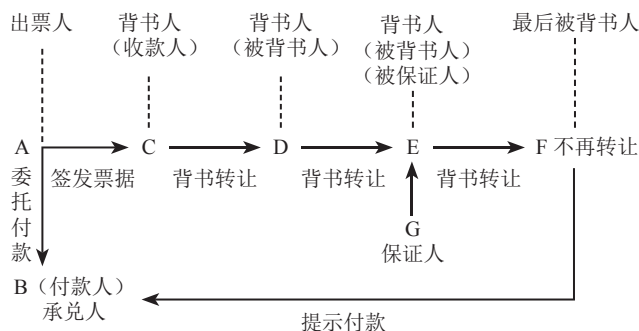 出票人
背书人
(收款人)
背书人
(被背书人)
背书人
(被背书人)
(被保证人)
最后被背书人
A
C
D
E
F 不再转让
委托付款
签发票据
背书转让
背书转让
背书转让
G
保证人
B（付款人）
承兑人
提示付款